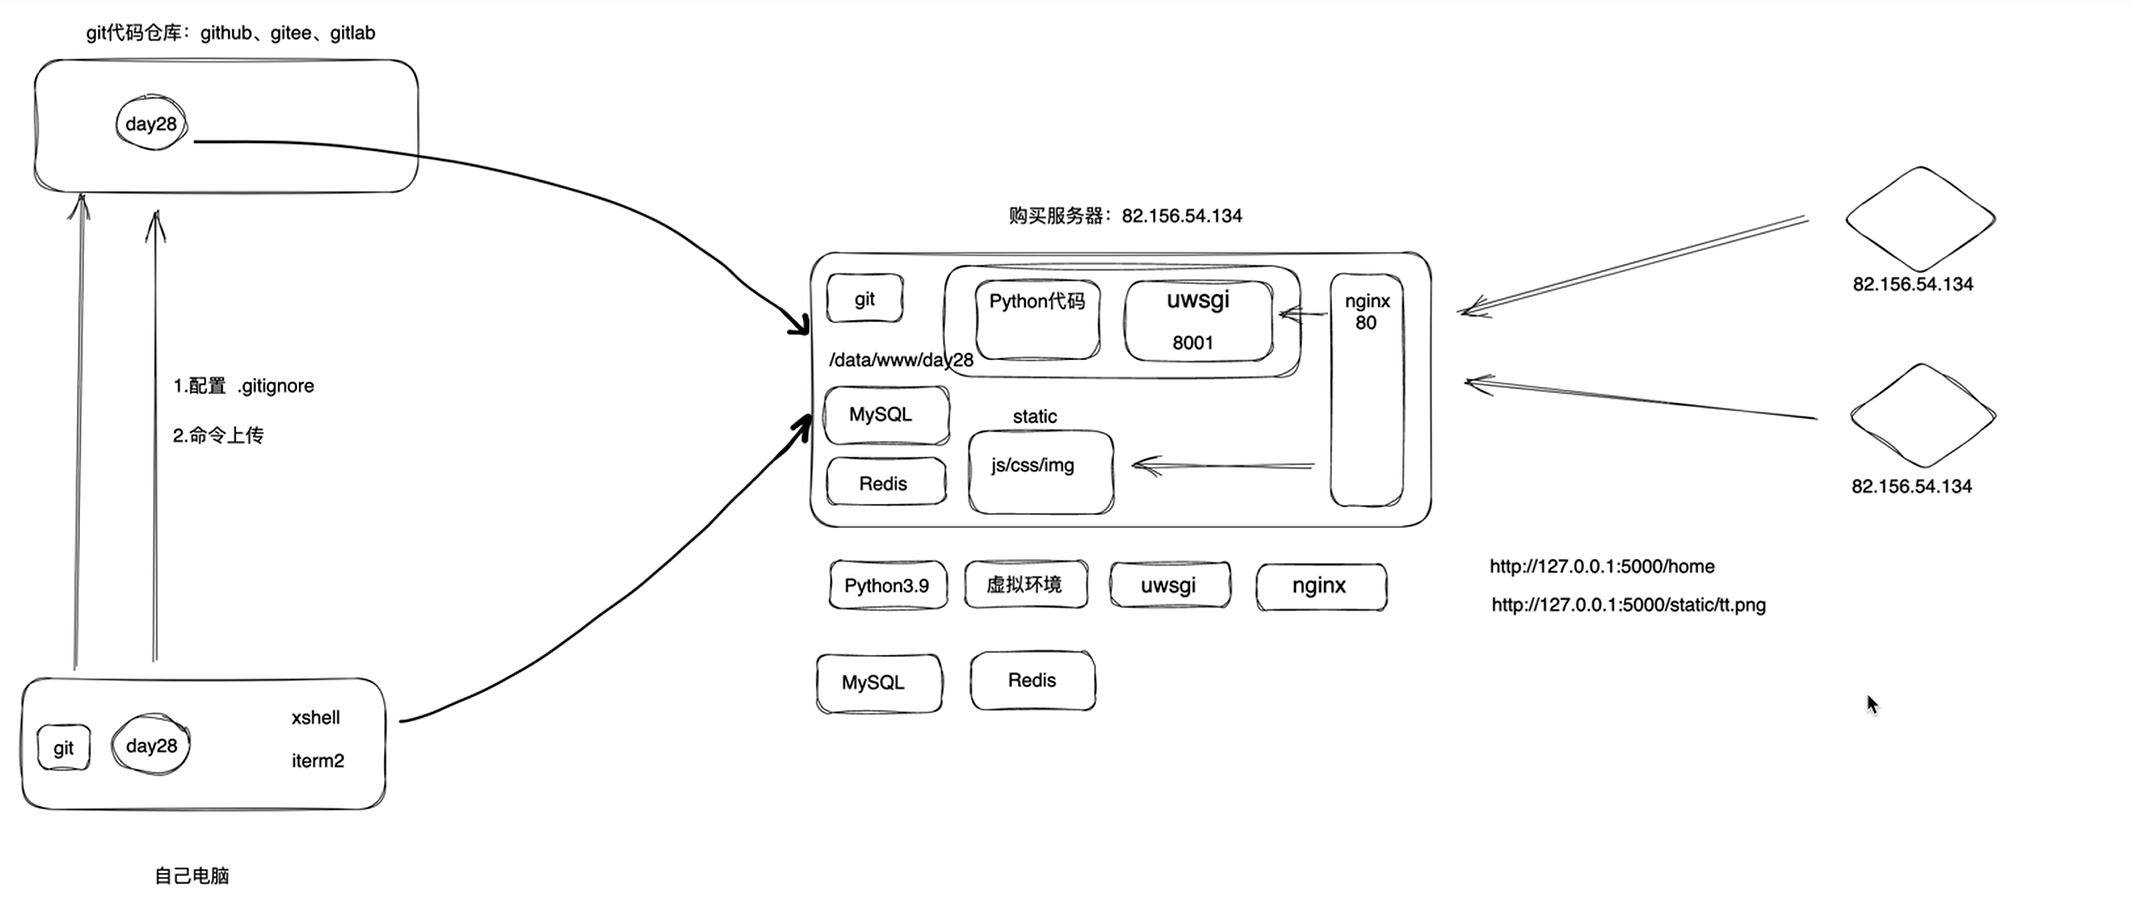 git代码仓库：github、gitee、gitlab
day28
1.配置  .gitignore
2.命令上传
git
day28
xshell
iterm2
自己电脑
购买服务器：82.156.54.134
git
Python代码
uwsgi
8001
nginx
80
/data/www/day28
MySQL
static
Redis
js/css/img
Python3.9
虚拟环境
uwsgi
nginx
MySQL
Redis
82.156.54.134
82.156.54.134
http://127.0.0.1:5000/home
http://127.0.0.1:5000/static/tt.png